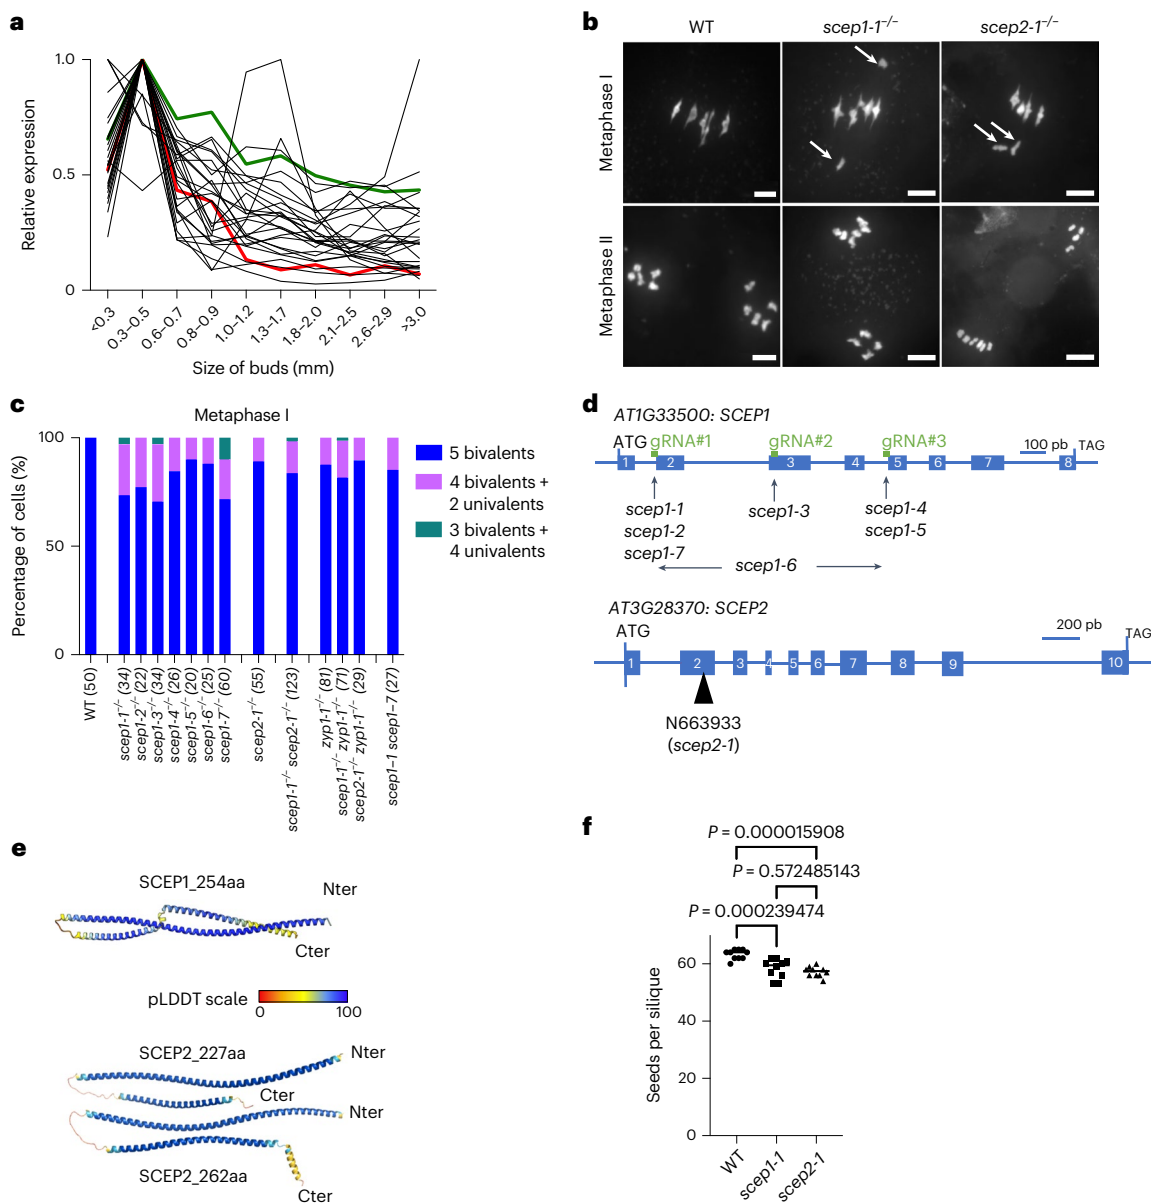 a
1.0
0.5
0
Relative expression
<0.3
0.3–0.5
0.6–0.7
0.8–0.9
1.0–1.2
1.3–1.7
1.8–2.0
2.1–2.5
2.6–2.9
>3.0
Size of buds (mm)
b
WT
scep1-1−/−
scep2-1−/−
Metaphase I
Metaphase II
c
Metaphase I
100
50
0
Percentage of cells (%)
5 bivalents
4 bivalents +
2 univalents
3 bivalents +
4 univalents
WT (50)
scep1-1−/− (34)
scep1-2−/− (22)
scep1-3−/− (34)
scep1-4−/− (26)
scep1-5−/− (20)
scep1-6−/− (25)
scep1-7−/− (60)
scep2-1−/− (55)
scep1-1−/− scep2-1−/− (123)
zyp1-1−/− (81)
scep1-1−/− zyp1-1−/− (71)
scep2-1−/− zyp1-1−/− (29)
scep1–1 scep1–7 (27)
d
AT1G33500: SCEP1
ATG
gRNA#1
gRNA#2
gRNA#3
100 pb
TAG
1
2
3
4
5
6
7
8
scep1-1
scep1-2
scep1-7
scep1-3
scep1-4
scep1-5
scep1-6
AT3G28370: SCEP2
ATG
200 pb
TAG
1
2
3
4
5
6
7
8
9
10
N663933
(scep2-1)
e
SCEP1_254aa
Nter
Cter
pLDDT scale
0
100
SCEP2_227aa
Nter
Cter
Nter
SCEP2_262aa
Cter
f
P = 0.000015908
P = 0.572485143
P = 0.000239474
60
40
20
0
Seeds per silique
WT
scep1-1
scep2-1